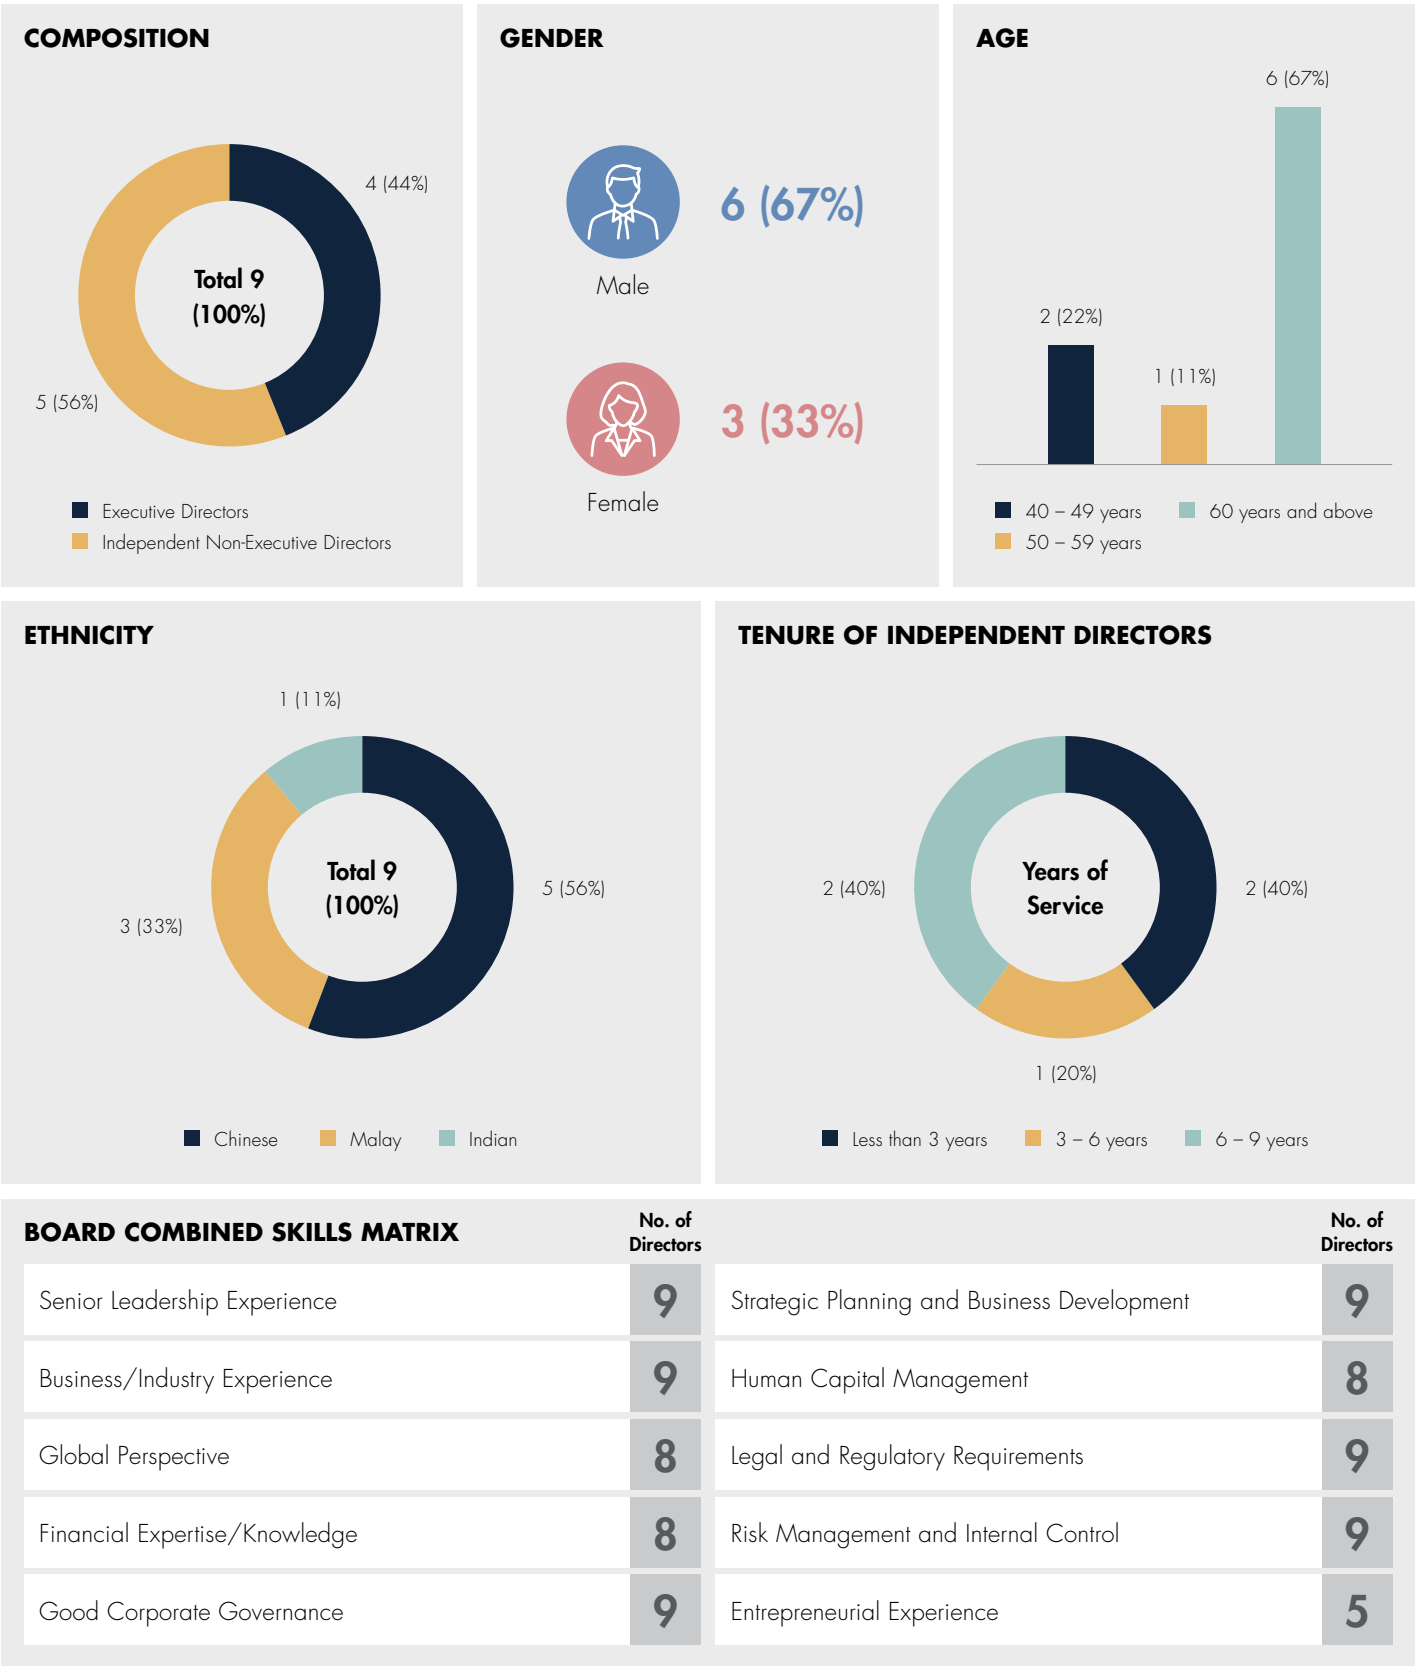 COMPOSITION
4 (44%)
Total 9
(100%)
5 (56%)
Executive Directors
Independent Non-Executive Directors
GENDER
6 (67%)
Male
3 (33%)
Female
AGE
6 (67%)
2 (22%)
1 (11%)
40 – 49 years
60 years and above
50 – 59 years
ETHNICITY
1 (11%)
Total 9
(100%)
5 (56%)
3 (33%)
Chinese
Malay
Indian
TENURE OF INDEPENDENT DIRECTORS
Years of
Service
2 (40%)
2 (40%)
1 (20%)
Less than 3 years
3 – 6 years
6 – 9 years
BOARD COMBINED SKILLS MATRIX
No. of
Directors
Senior Leadership Experience 9
Business/Industry Experience 9
Global Perspective 8
Financial Expertise/Knowledge 8
Good Corporate Governance 9
No. of
Directors
Strategic Planning and Business Development 9
Human Capital Management 8
Legal and Regulatory Requirements 9
Risk Management and Internal Control 9
Entrepreneurial Experience 5